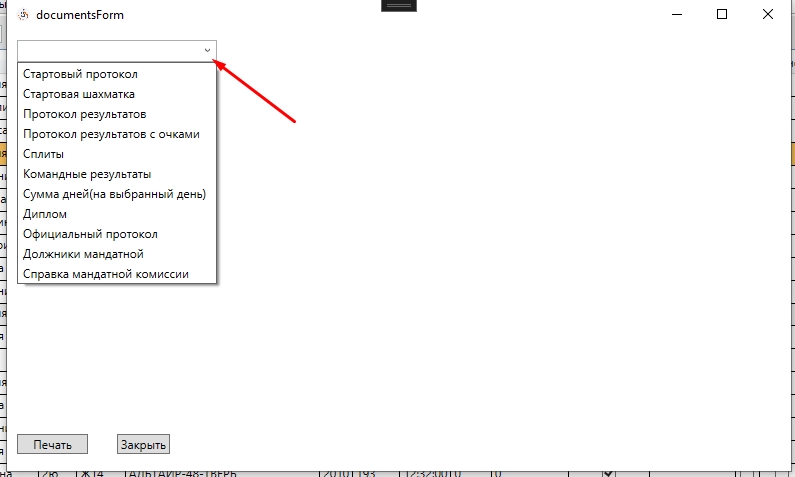 documentsForm
Стартовый протокол
Стартовая шахматка
Протокол результатов
Протокол результатов с очками
Сплиты
Командные результаты
Сумма дней(на выбранный день)
Диплом
Официальный протокол
Должники мандатной
Справка мандатной комиссии
Печать
Закрыть